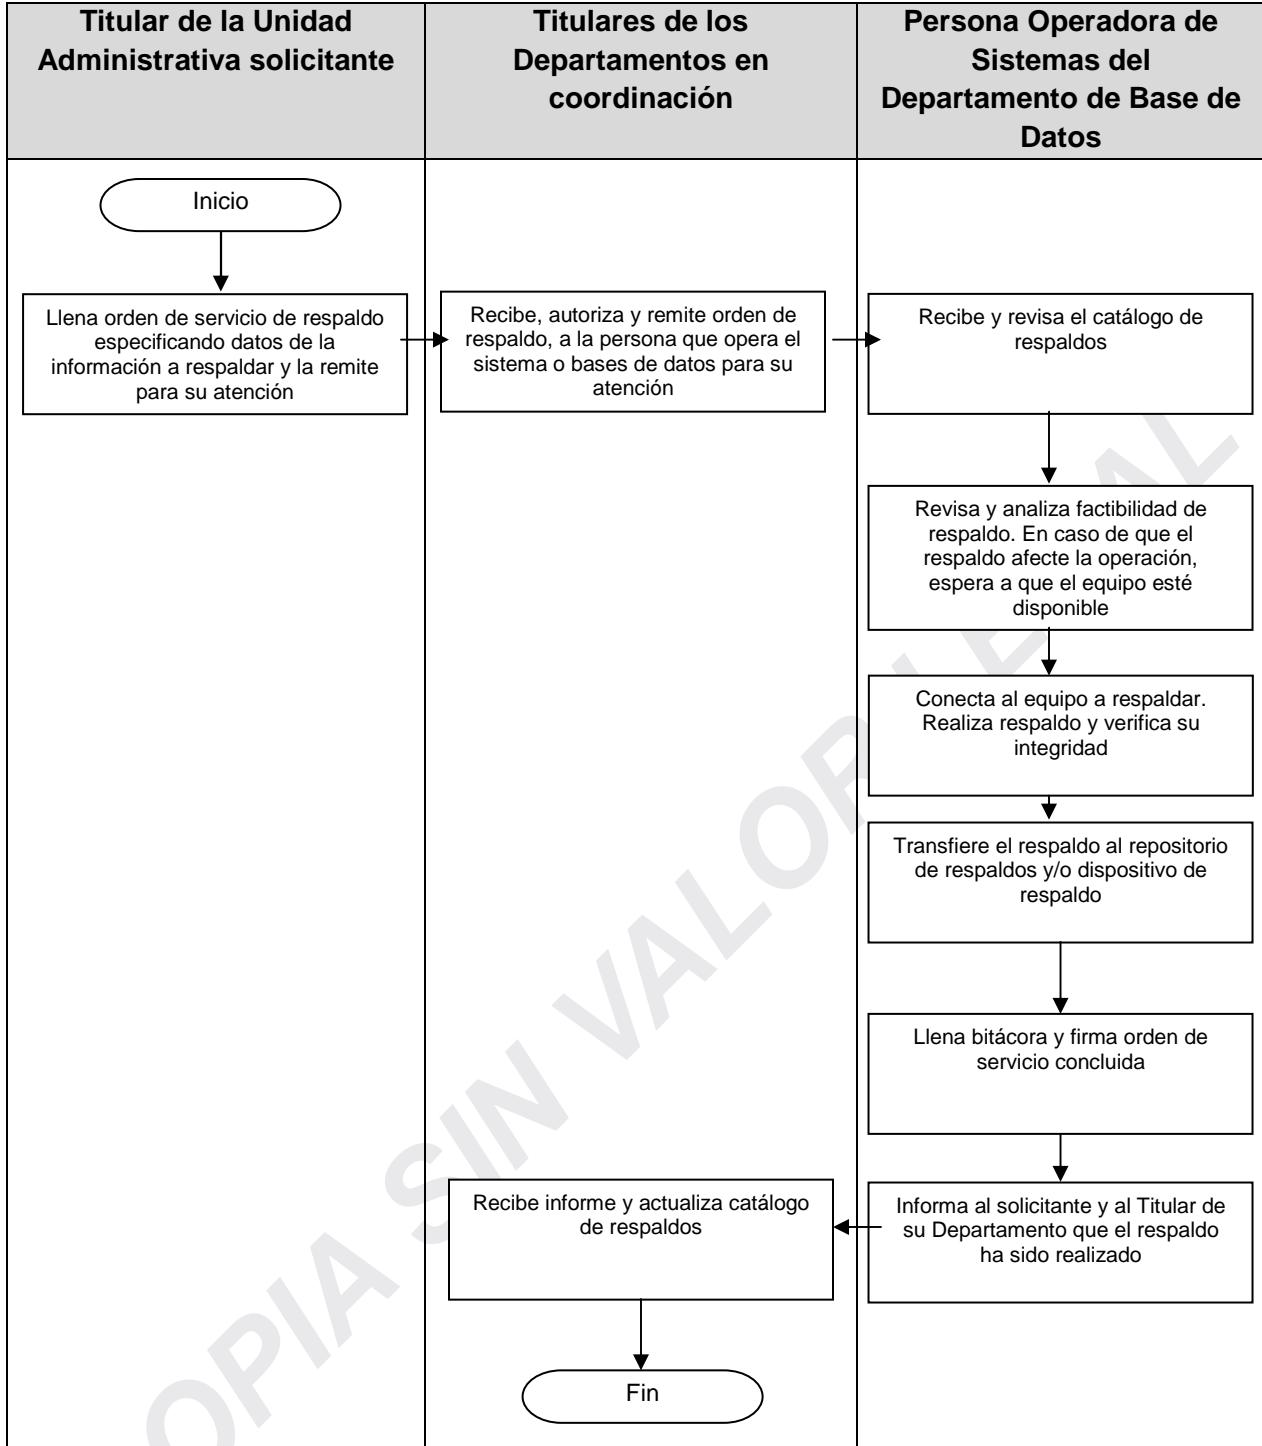 Titular de la Unidad
Administrativa solicitante
Titulares de los
Departamentos en
coordinación
Persona Operadora de
Sistemas del
Departamento de Base de
Datos
Inicio
Llena orden de servicio de respaldo
especificando datos de la
información a respaldar y la remite
para su atención
Recibe, autoriza y remite orden de
respaldo, a la persona que opera el
sistema o bases de datos para su
atención
Recibe y revisa el catálogo de
respaldos
Revisa y analiza factibilidad de
respaldo. En caso de que el
respaldo afecte la operación,
espera a que el equipo esté
disponible
Conecta al equipo a respaldar.
Realiza respaldo y verifica su
integridad
Transfiere el respaldo al repositorio
de respaldos y/o dispositivo de
respaldo
Llena bitácora y firma orden de
servicio concluida
Informa al solicitante y al Titular de
su Departamento que el respaldo
ha sido realizado
Recibe informe y actualiza catálogo
de respaldos
Fin
OPIA SIN VALOR